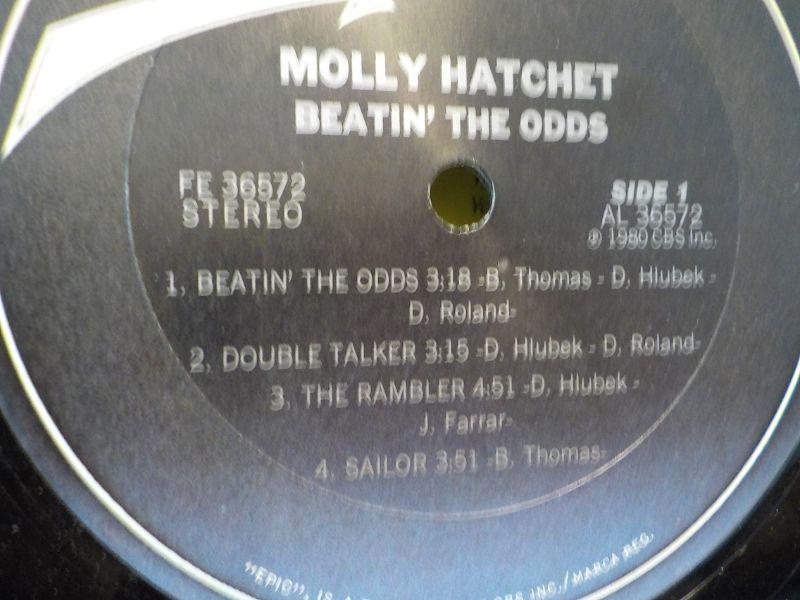 MOLLY HATCHET
BEATIN' THE ODDS
FE 36572
STEREO
SIDE 1
AL 36572
℗ 1980 CBS Inc.
1. BEATIN' THE ODDS 3:18 -B. Thomas - D. Hlubek -
D. Roland-
2. DOUBLE TALKER 3:15 -D. Hlubek - D. Roland-
3. THE RAMBLER 4:51 -D. Hlubek -
J. Farrar-
4. SAILOR 3:51 -B. Thomas-
"EPIC", IS A CBS INC./MARCA REG.